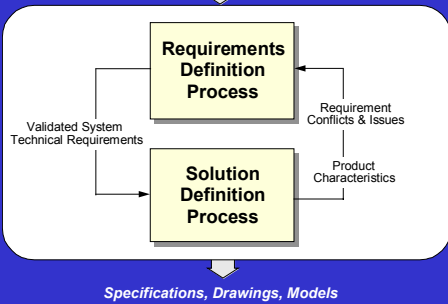 Requirements
Definition
Process
Requirement
Conflicts & Issues
Validated System
Technical Requirements
Product
Characteristics
Solution
Definition
Process
Specifications, Drawings, Models